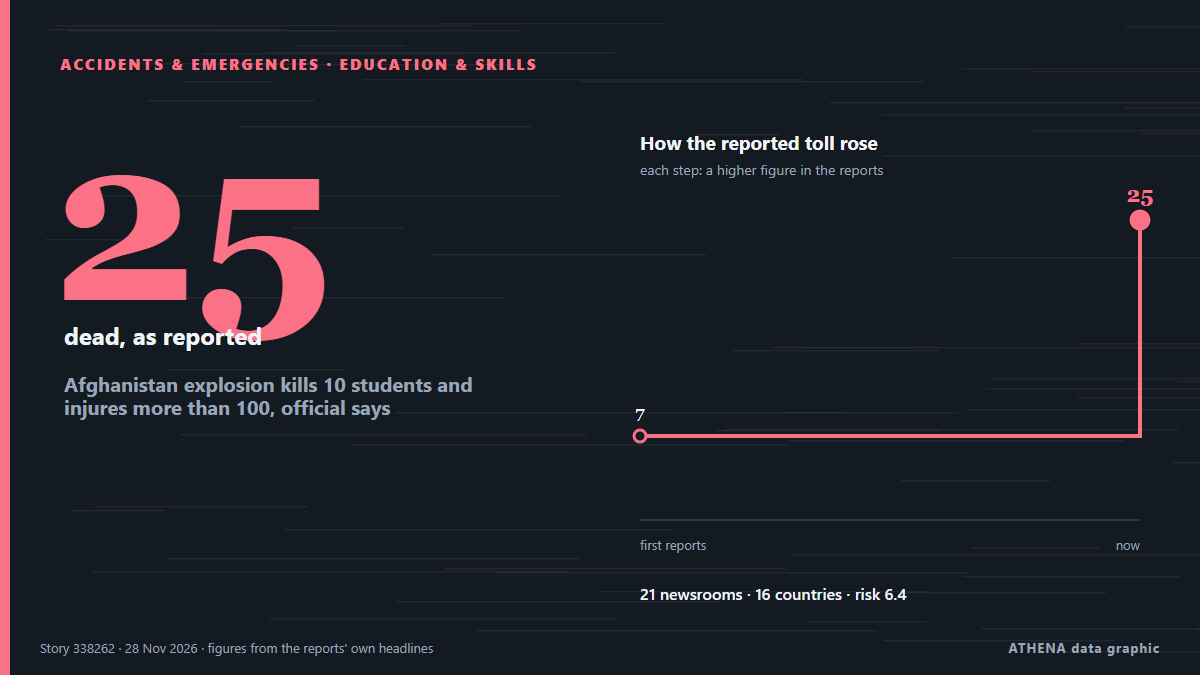 ACCIDENTS & EMERGENCIES · EDUCATION & SKILLS
25
dead, as reported
Afghanistan explosion kills 10 students and
injures more than 100, official says
How the reported toll rose
each step: a higher figure in the reports
25
7
first reports
now
21 newsrooms · 16 countries · risk 6.4
Story 338262 · 28 Nov 2026 · figures from the reports' own headlines
ATHENA data graphic